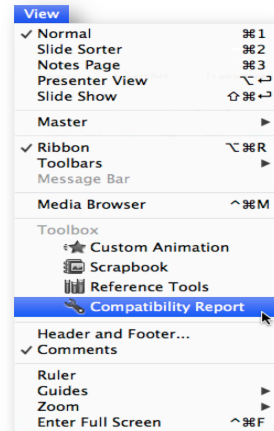 View
✓ Normal ⌘1
Slide Sorter ⌘2
Notes Page ⌘3
Presenter View ⌥↩
Slide Show ⇧⌘↩
Master ▶
✓ Ribbon ⌥⌘R
Toolbars ▶
Message Bar
Media Browser ^⌘M
Toolbox
Custom Animation
Scrapbook
Reference Tools
Compatibility Report
Header and Footer...
✓ Comments
Ruler
Guides ▶
Zoom ▶
Enter Full Screen ^⌘F